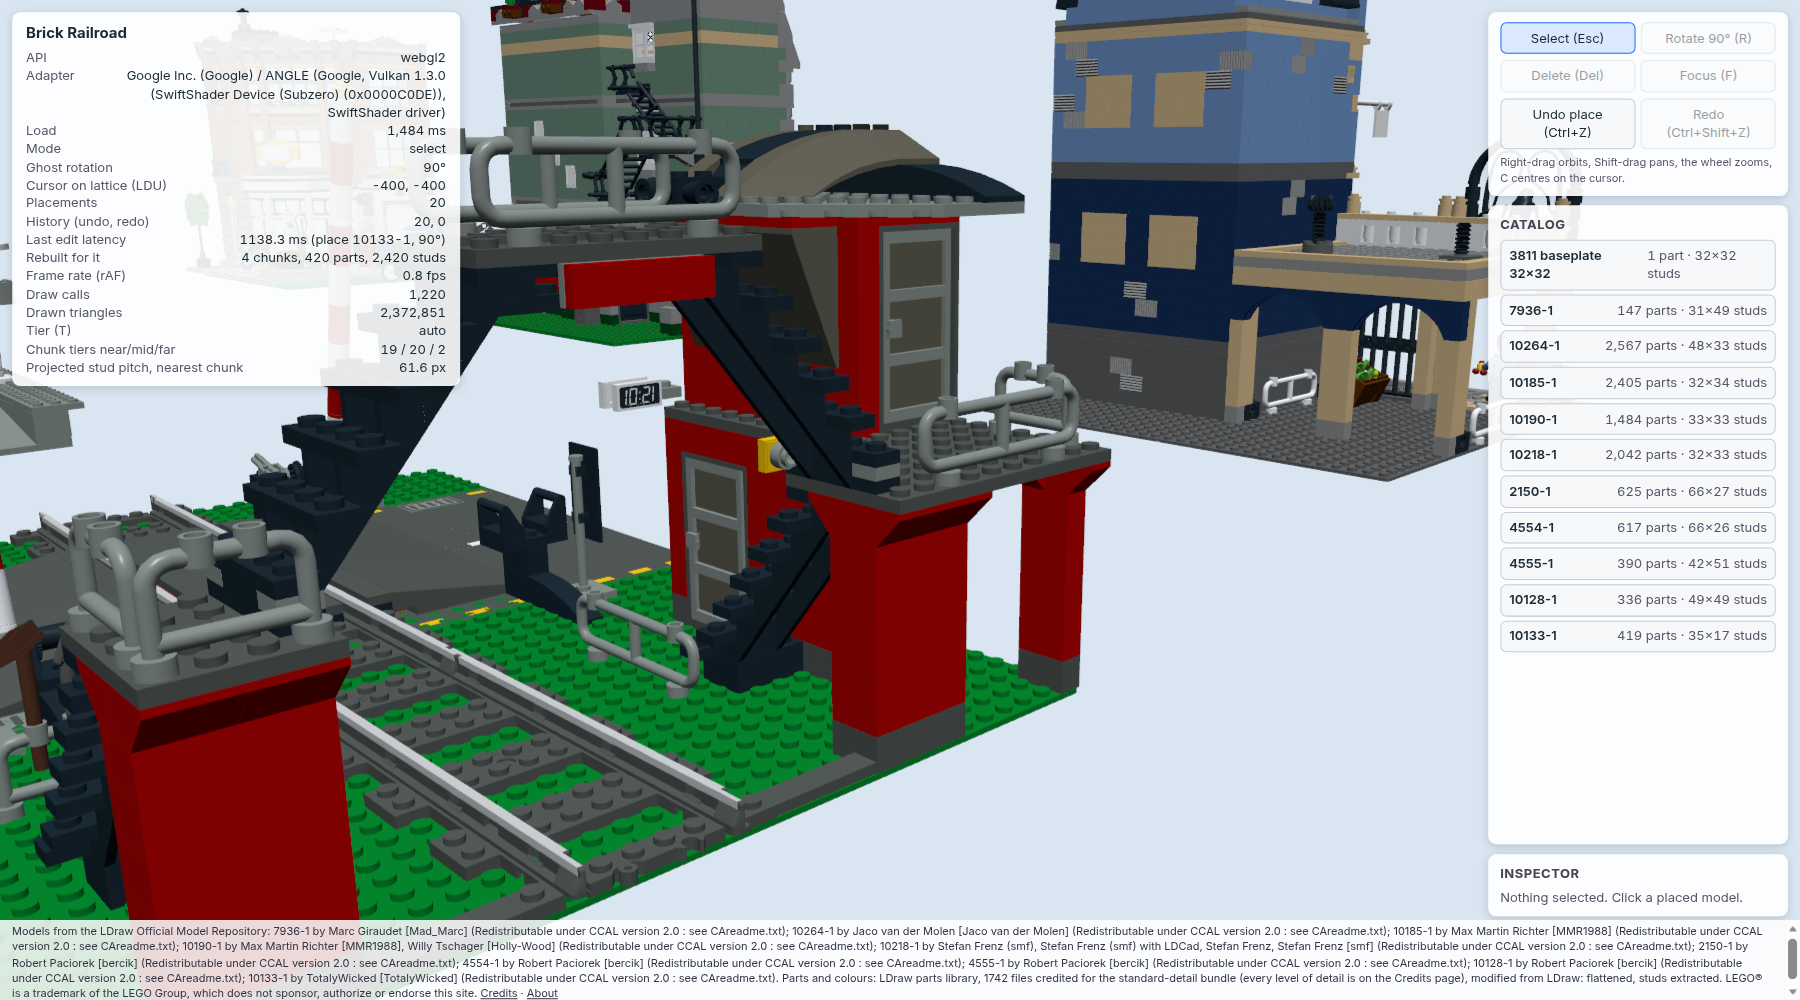 Brick Railroad
API webgl2
Adapter Google Inc. (Google) / ANGLE (Google, Vulkan 1.3.0
(SwiftShader Device (Subzero) (0x0000C0DE)),
SwiftShader driver)
Load 1,484 ms
Mode select
Ghost rotation 90°
Cursor on lattice (LDU) -400, -400
Placements 20
History (undo, redo) 20, 0
Last edit latency 1138.3 ms (place 10133-1, 90°)
Rebuilt for it 4 chunks, 420 parts, 2,420 studs
Frame rate (rAF) 0.8 fps
Draw calls 1,220
Drawn triangles 2,372,851
Tier (T) auto
Chunk tiers near/mid/far 19 / 20 / 2
Projected stud pitch, nearest chunk 61.6 px
10:21
Select (Esc) Rotate 90° (R)
Delete (Del) Focus (F)
Undo place (Ctrl+Z) Redo (Ctrl+Shift+Z)
Right-drag orbits, Shift-drag pans, the wheel zooms,
C centres on the cursor.
CATALOG
3811 baseplate 32×32 1 part · 32×32 studs
7936-1 147 parts · 31×49 studs
10264-1 2,567 parts · 48×33 studs
10185-1 2,405 parts · 32×34 studs
10190-1 1,484 parts · 33×33 studs
10218-1 2,042 parts · 32×33 studs
2150-1 625 parts · 66×27 studs
4554-1 617 parts · 66×26 studs
4555-1 390 parts · 42×51 studs
10128-1 336 parts · 49×49 studs
10133-1 419 parts · 35×17 studs
INSPECTOR
Nothing selected. Click a placed model.
Models from the LDraw Official Model Repository: 7936-1 by Marc Giraudet [Mad_Marc] (Redistributable under CCAL version 2.0 : see CAreadme.txt); 10264-1 by Jaco van der Molen [Jaco van der Molen] (Redistributable under CCAL version 2.0 : see CAreadme.txt); 10185-1 by Max Martin Richter [MMR1988] (Redistributable under CCAL
version 2.0 : see CAreadme.txt); 10190-1 by Max Martin Richter [MMR1988], Willy Tschager [Holly-Wood] (Redistributable under CCAL version 2.0 : see CAreadme.txt); 10218-1 by Stefan Frenz (smf), Stefan Frenz (smf) with LDCad, Stefan Frenz, Stefan Frenz [smf] (Redistributable under CCAL version 2.0 : see CAreadme.txt); 2150-1 by
Robert Paciorek [bercik] (Redistributable under CCAL version 2.0 : see CAreadme.txt); 4554-1 by Robert Paciorek [bercik] (Redistributable under CCAL version 2.0 : see CAreadme.txt); 4555-1 by Robert Paciorek [bercik] (Redistributable under CCAL version 2.0 : see CAreadme.txt); 10128-1 by Robert Paciorek [bercik] (Redistributable
under CCAL version 2.0 : see CAreadme.txt); 10133-1 by TotalyWicked [TotalyWicked] (Redistributable under CCAL version 2.0 : see CAreadme.txt). Parts and colours: LDraw parts library, 1742 files credited for the standard-detail bundle (every level of detail is on the Credits page), modified from LDraw: flattened, studs extracted. LEGO®
is a trademark of the LEGO Group, which does not sponsor, authorize or endorse this site. Credits · About